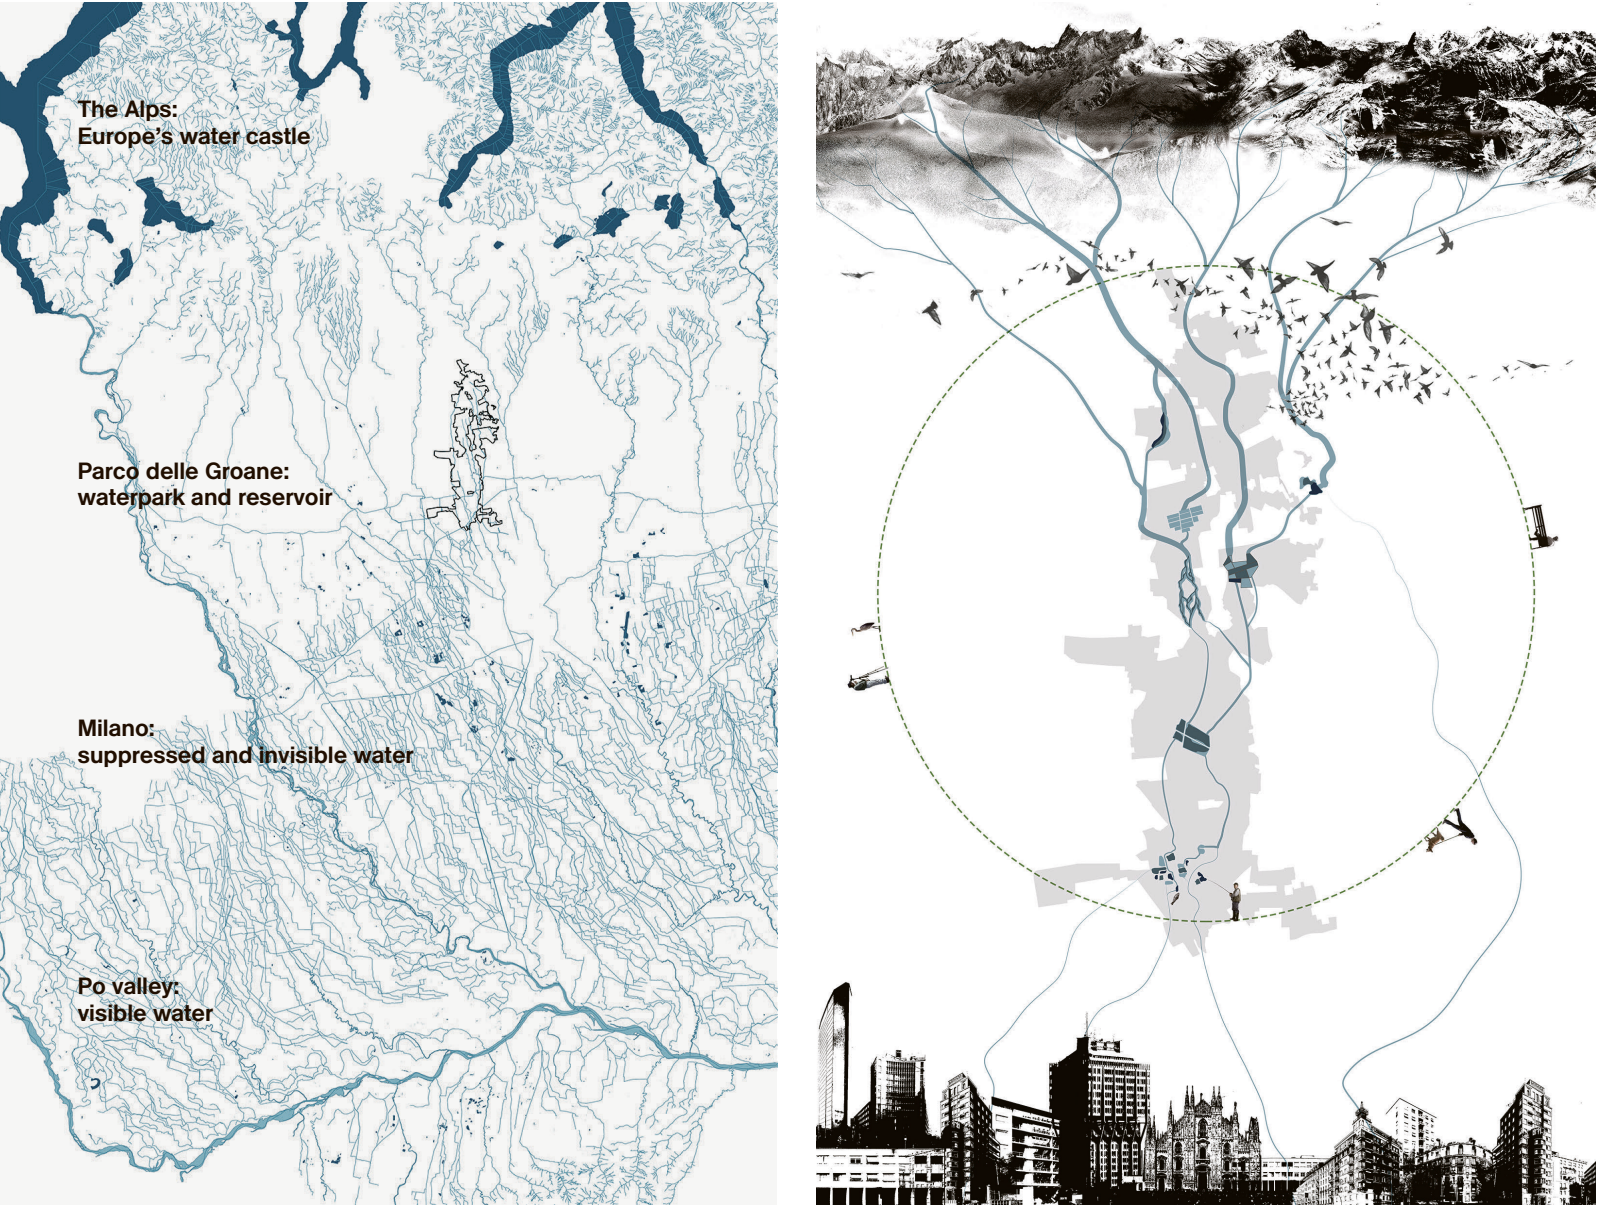 The Alps:
Europe's water castle
Parco delle Groane:
waterpark and reservoir
Milano:
suppressed and invisible water
Po valley:
visible water